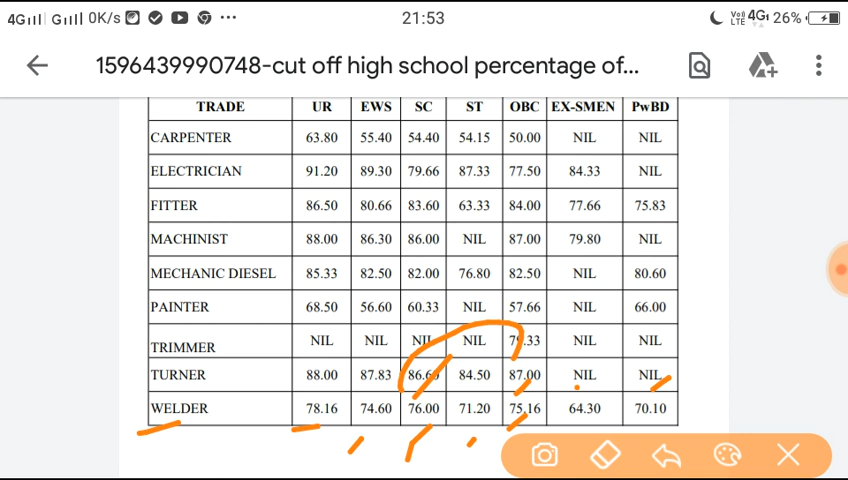 4G G 0K/s 21:53 Vo) LTE 4G 26%
1596439990748-cut off high school percentage of...
TRADE UR EWS SC ST OBC EX-SMEN PwBD
CARPENTER 63.80 55.40 54.40 54.15 50.00 NIL NIL
ELECTRICIAN 91.20 89.30 79.66 87.33 77.50 84.33 NIL
FITTER 86.50 80.66 83.60 63.33 84.00 77.66 75.83
MACHINIST 88.00 86.30 86.00 NIL 87.00 79.80 NIL
MECHANIC DIESEL 85.33 82.50 82.00 76.80 82.50 NIL 80.60
PAINTER 68.50 56.60 60.33 NIL 57.66 NIL 66.00
TRIMMER NIL NIL NIL NIL NIL NIL
TURNER 88.00 87.83 84.50 87.00 NIL NIL
WELDER 78.16 74.60 76.00 71.20 75.16 64.30 70.10